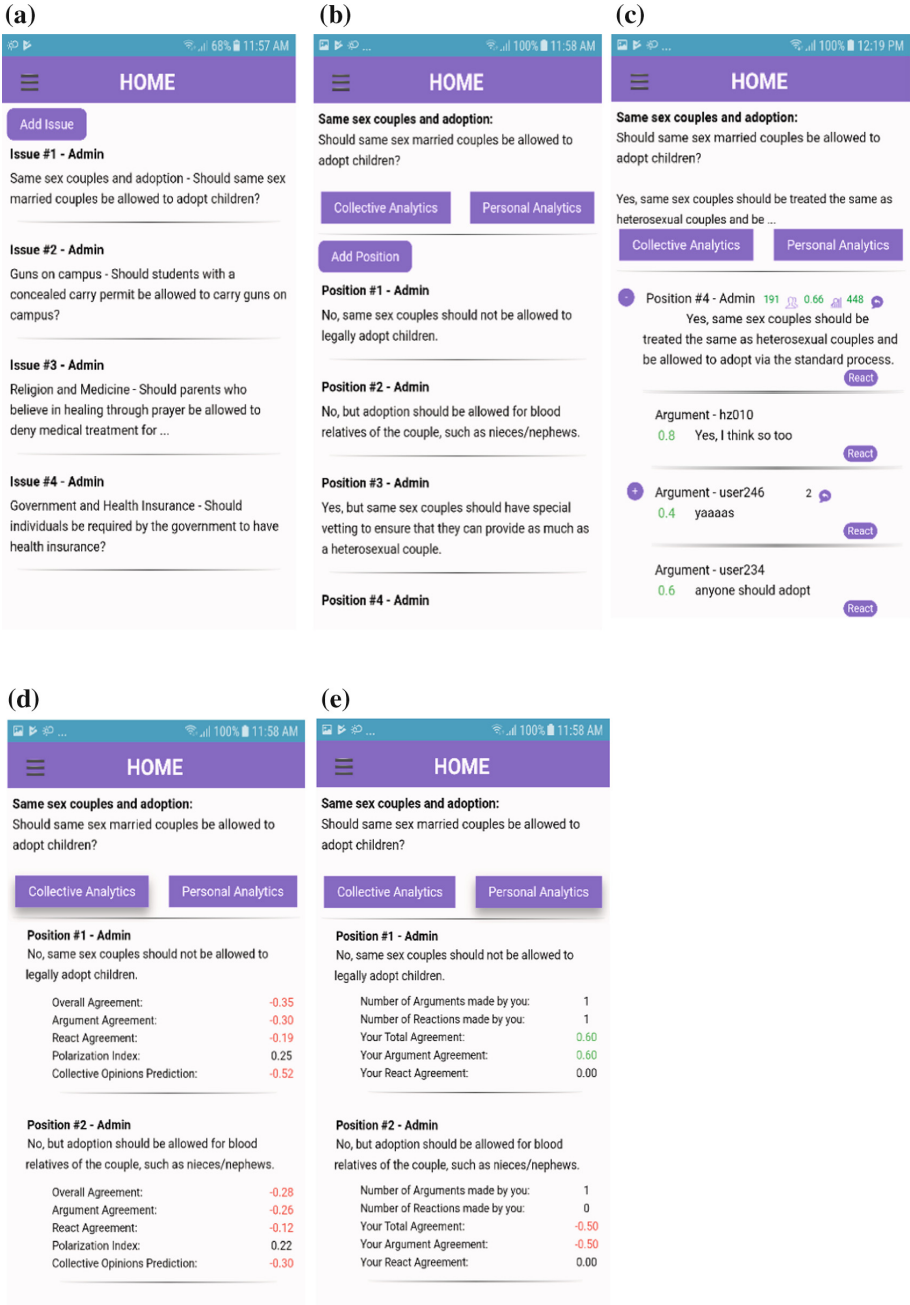 (a)
68% 11:57 AM
HOME
Add Issue
Issue #1 - Admin
Same sex couples and adoption - Should same sex
married couples be allowed to adopt children?
Issue #2 - Admin
Guns on campus - Should students with a
concealed carry permit be allowed to carry guns on
campus?
Issue #3 - Admin
Religion and Medicine - Should parents who
believe in healing through prayer be allowed to
deny medical treatment for ...
Issue #4 - Admin
Government and Health Insurance - Should
individuals be required by the government to have
health insurance?
(b)
... 100% 11:58 AM
HOME
Same sex couples and adoption:
Should same sex married couples be allowed to
adopt children?
Collective Analytics Personal Analytics
Add Position
Position #1 - Admin
No, same sex couples should not be allowed to
legally adopt children.
Position #2 - Admin
No, but adoption should be allowed for blood
relatives of the couple, such as nieces/nephews.
Position #3 - Admin
Yes, but same sex couples should have special
vetting to ensure that they can provide as much as
a heterosexual couple.
Position #4 - Admin
(c)
... 100% 12:19 PM
HOME
Same sex couples and adoption:
Should same sex married couples be allowed to
adopt children?
Yes, same sex couples should be treated the same as
heterosexual couples and be ...
Collective Analytics Personal Analytics
- Position #4 - Admin 191 0.66 448
Yes, same sex couples should be
treated the same as heterosexual couples and
be allowed to adopt via the standard process.
React
Argument - hz010
0.8 Yes, I think so too
React
+ Argument - user246 2
0.4 yaaaas
React
Argument - user234
0.6 anyone should adopt
React
(d)
... 100% 11:58 AM
HOME
Same sex couples and adoption:
Should same sex married couples be allowed to
adopt children?
Collective Analytics Personal Analytics
Position #1 - Admin
No, same sex couples should not be allowed to
legally adopt children.
Overall Agreement: -0.35
Argument Agreement: -0.30
React Agreement: -0.19
Polarization Index: 0.25
Collective Opinions Prediction: -0.52
Position #2 - Admin
No, but adoption should be allowed for blood
relatives of the couple, such as nieces/nephews.
Overall Agreement: -0.28
Argument Agreement: -0.26
React Agreement: -0.12
Polarization Index: 0.22
Collective Opinions Prediction: -0.30
(e)
... 100% 11:58 AM
HOME
Same sex couples and adoption:
Should same sex married couples be allowed to
adopt children?
Collective Analytics Personal Analytics
Position #1 - Admin
No, same sex couples should not be allowed to
legally adopt children.
Number of Arguments made by you: 1
Number of Reactions made by you: 1
Your Total Agreement: 0.60
Your Argument Agreement: 0.60
Your React Agreement: 0.00
Position #2 - Admin
No, but adoption should be allowed for blood
relatives of the couple, such as nieces/nephews.
Number of Arguments made by you: 1
Number of Reactions made by you: 0
Your Total Agreement: -0.50
Your Argument Agreement: -0.50
Your React Agreement: 0.00